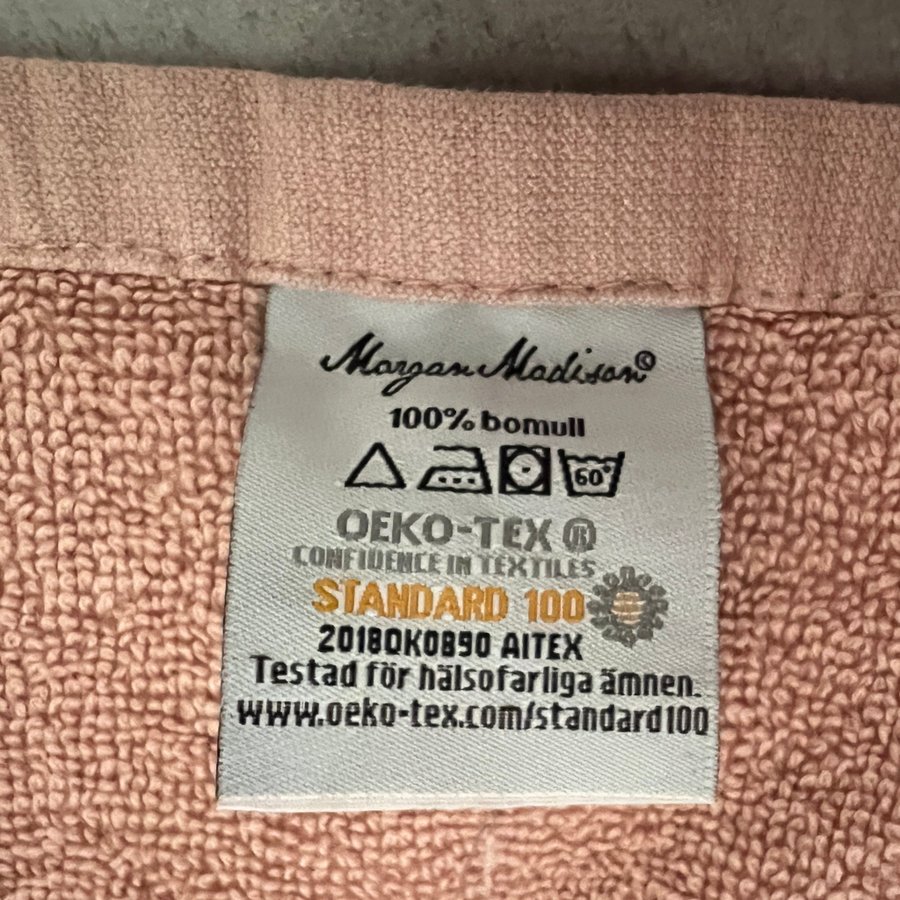 Morgan Madison®
100% bomull
60°
OEKO-TEX ®
CONFIDENCE IN TEXTILES
STANDARD 100
2018OK0890 AITEX
Testad för hälsofarliga ämnen.
www.oeko-tex.com/standard100